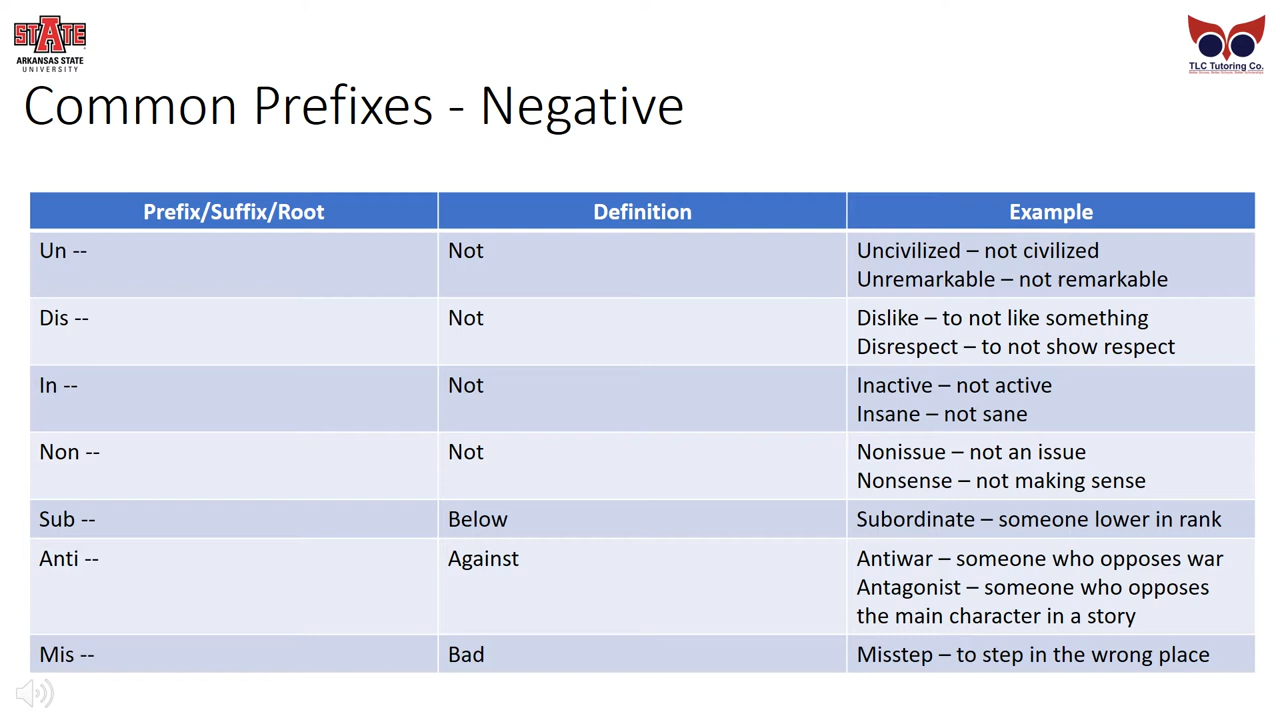 STATE
ARKANSAS STATE
UNIVERSITY
TLC Tutoring Co.
Common Prefixes - Negative
Prefix/Suffix/Root Definition Example
Un -- Not Uncivilized – not civilized
Unremarkable – not remarkable
Dis -- Not Dislike – to not like something
Disrespect – to not show respect
In -- Not Inactive – not active
Insane – not sane
Non -- Not Nonissue – not an issue
Nonsense – not making sense
Sub -- Below Subordinate – someone lower in rank
Anti -- Against Antiwar – someone who opposes war
Antagonist – someone who opposes
the main character in a story
Mis -- Bad Misstep – to step in the wrong place